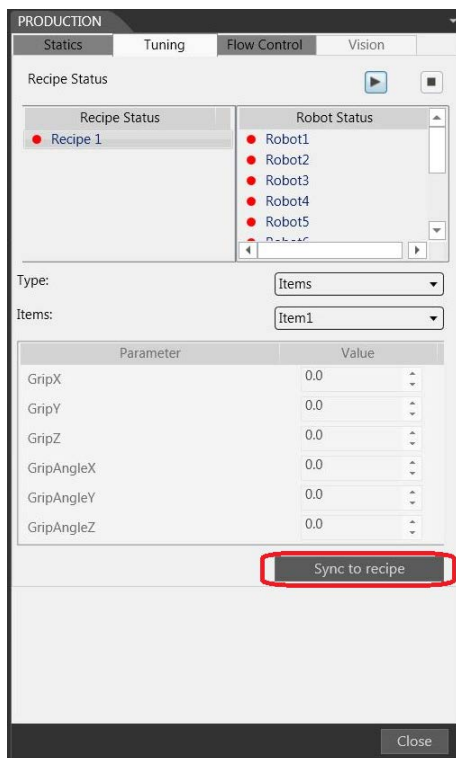 PRODUCTION
Statics Tuning Flow Control Vision
Recipe Status
Recipe Status Robot Status
Recipe 1 Robot1
Robot2
Robot3
Robot4
Robot5
Type: Items
Items: Item1
Parameter Value
GripX 0.0
GripY 0.0
GripZ 0.0
GripAngleX 0.0
GripAngleY 0.0
GripAngleZ 0.0
Sync to recipe
Close